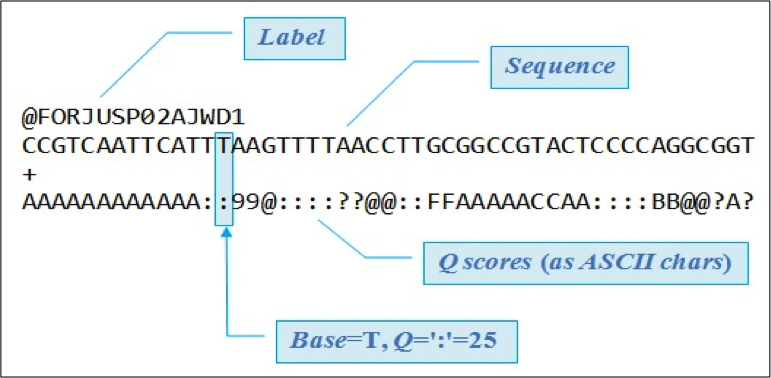 Label
Sequence
@FORJUSP02AJWD1
CCGTCAATTCATTTAAGTTTTAACCTTGCGGCCGTACTCCCCAGGCGGT
+
AAAAAAAAAAAA::99@::::??@@::FFAAAAACCAA::::BB@@?A?
Q scores (as ASCII chars)
Base=T, Q=':'=25